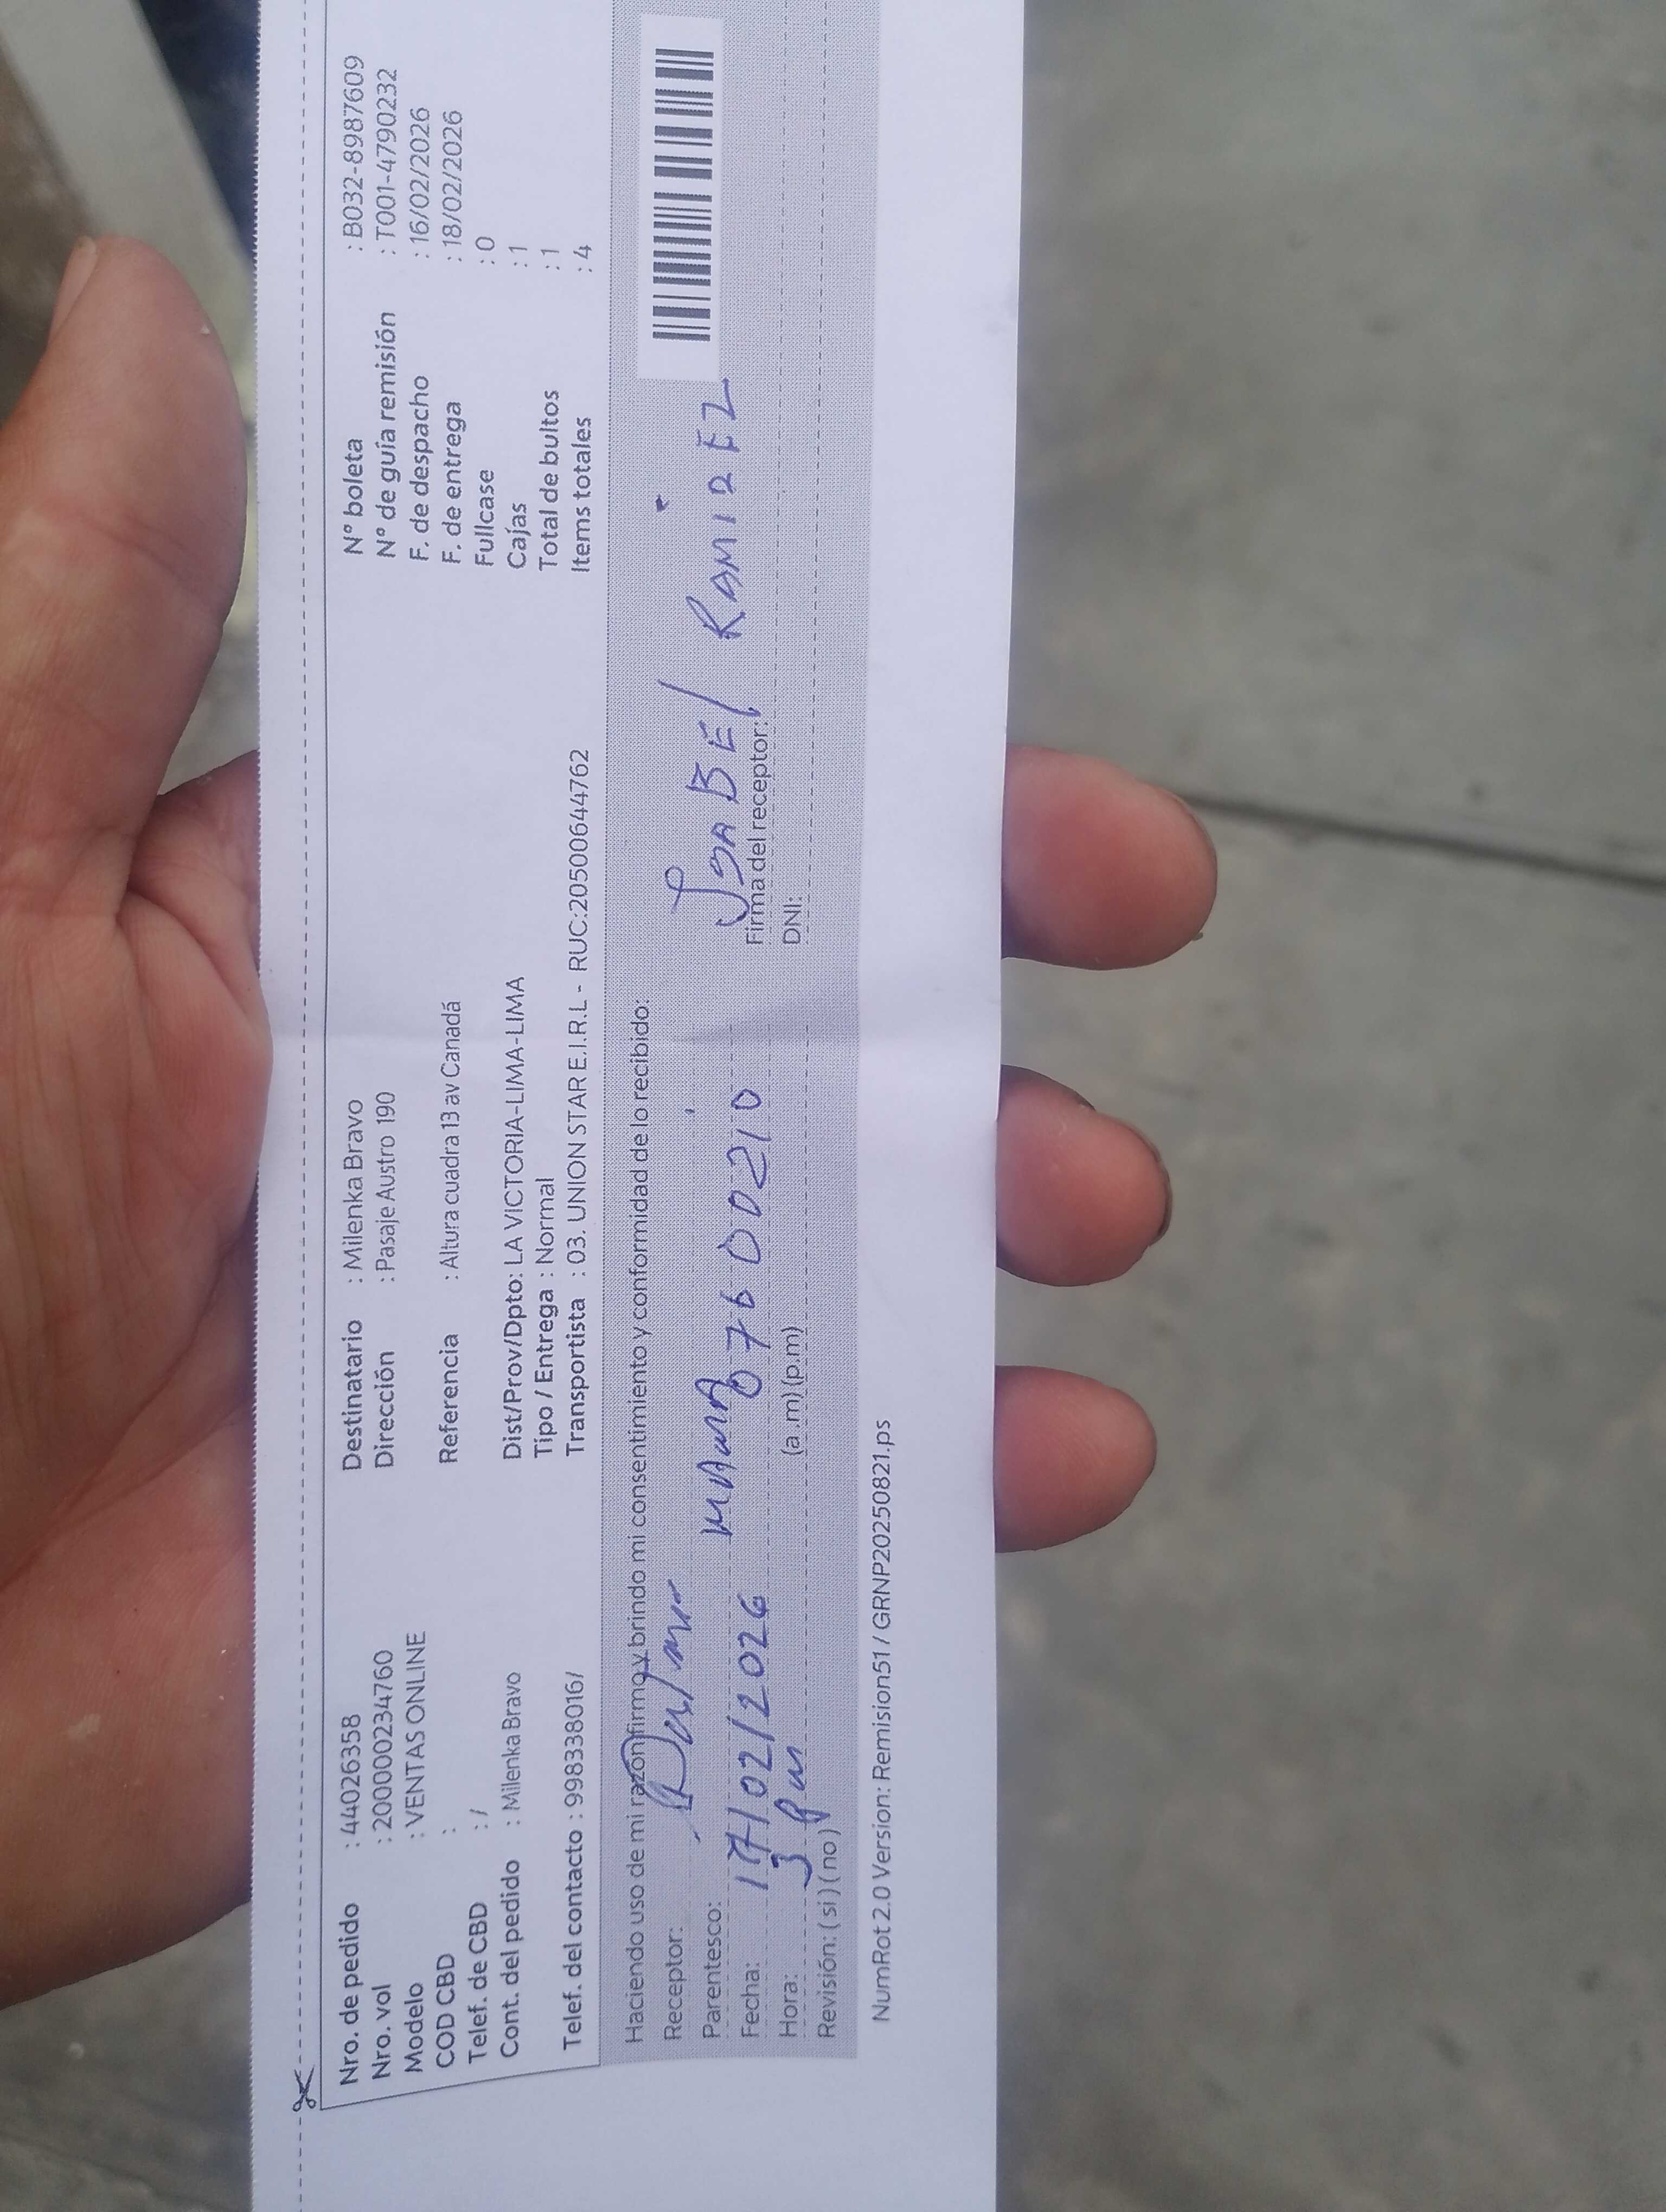 Nro. de pedido : 44026358
Nro. vol : 200000234760
Modelo : VENTAS ONLINE
COD CBD :
Telef. de CBD : /
Cont. del pedido : Milenka Bravo
Telef. del contacto : 998338016/
Destinatario : Milenka Bravo
Dirección : Pasaje Austro 190
Referencia : Altura cuadra 13 av Canadá
Dist/Prov/Dpto: LA VICTORIA-LIMA-LIMA
Tipo / Entrega : Normal
Transportista : 03. UNION STAR E.I.R.L - RUC:20500644762
N° boleta : B032-8987609
N° de guía remisión : T001-4790232
F. de despacho : 16/02/2026
F. de entrega : 18/02/2026
Fullcase : 0
Cajas : 1
Total de bultos : 1
Items totales : 4
Haciendo uso de mi razón firmo y brindo mi consentimiento y conformidad de lo recibido:
Receptor:
Parentesco: MAMA
Fecha: 17/02/2026 07600210
Hora: 3 pm (a.m) (p.m)
Revisión: (si) (no)
ISABEl RAMIREZ
Firma del receptor:
DNI:
NumRot 2.0 Version: Remision51 / GRNP20250821.ps